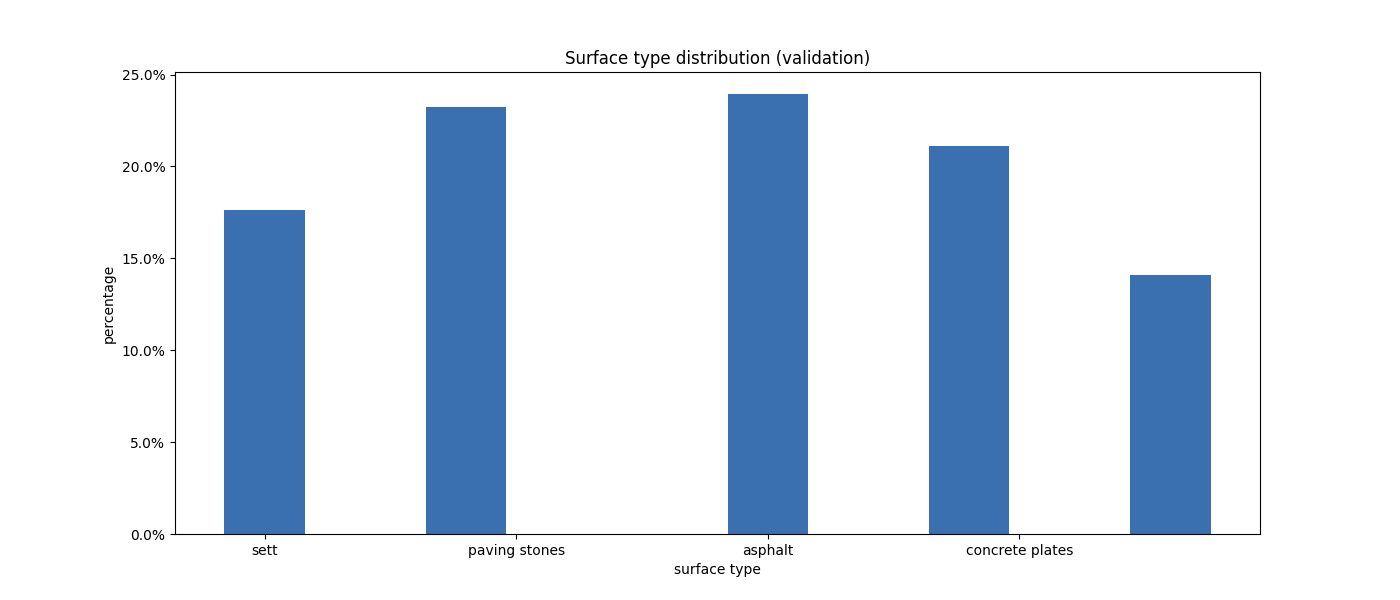 Surface type distribution (validation)
25.0%
20.0%
15.0%
10.0%
5.0%
0.0%
percentage
sett paving stones asphalt concrete plates
surface type